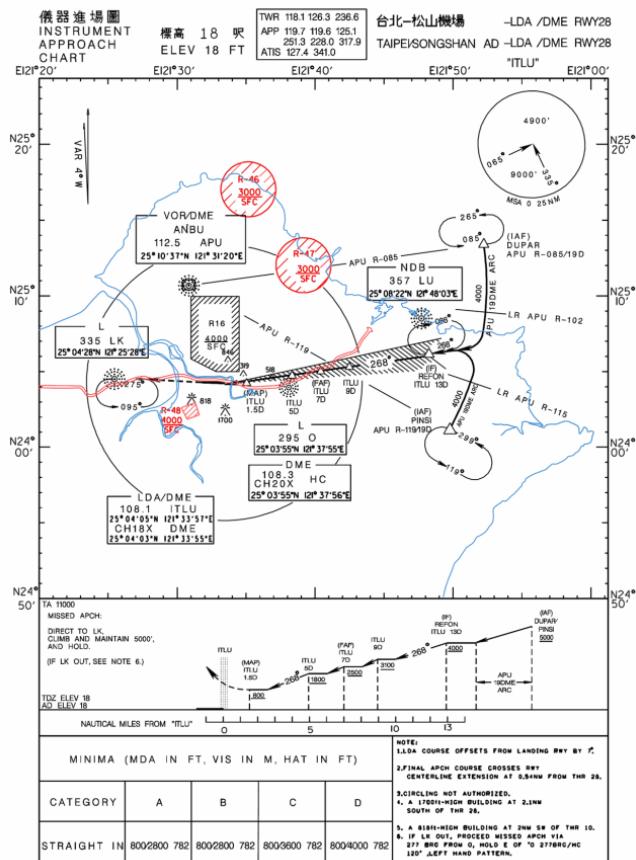 儀器進場圖
INSTRUMENT
APPROACH
CHART
標高 18 呎
ELEV 18 FT
TWR 118.1 126.3 236.6
APP 119.7 119.6 125.1
251.3 228.0 317.9
ATIS 127.4 341.0
台北-松山機場 -LDA /DME RWY28
TAIPEI/SONGSHAN AD -LDA /DME RWY28
"ITLU"
E121°20' E121°30' E121°40' E121°50' E121°00'
N25°20'
VAR 4°W
4900'
065°
9000'
335°
MSA 0 25NM
R-46
3000
SFC
VOR/DME
ANBU
112.5 APU
25°10'37"N 121°31'20"E
R-47
3000
SFC
APU R-085
265°
085°
(IAF)
DUPAR
APU R-085/19D
4000
APU 19DME ARC
N25°10'
NDB
357 LU
25°08'22"N 121°48'03"E
LR APU R-102
L
335 LK
25°04'28"N 121°25'28"E
R16
4000
SFC
846
APU R-119
319
518
086°
268°
268°
(MAP)
ITLU
1.5D
ITLU
5D
(FAF)
ITLU
7D
ITLU
9D
(IF)
REFON
ITLU 13D
4000
APU 19DME ARC
LR APU R-115
275°
095°
R-48
4000
SFC
818
1700
(IAF)
PINSI
APU R-119/19D
299°
119°
N24°00'
L
295 O
25°03'55"N 121°37'55"E
DME
108.3
CH20X HC
25°03'55"N 121°37'56"E
LDA/DME
108.1 ITLU
25°04'05"N 121°33'57"E
CH18X DME
25°04'03"N 121°33'55"E
N24°50'
TA 11000
MISSED APCH:
DIRECT TO LK,
CLIMB AND MAINTAIN 5000',
AND HOLD.
(IF LK OUT, SEE NOTE 6.)
TDZ ELEV 18
AD ELEV 18
ITLU
(MAP)
ITLU
1.5D
800
268°
ITLU
5D
1800
(FAF)
ITLU
7D
2500
ITLU
9D
3100
268°
(IF)
REFON
ITLU 13D
4000
APU
19DME
ARC
(IAF)
DUPAR/
PINSI
5000
NAUTICAL MILES FROM "ITLU" 0 5 10 13
MINIMA (MDA IN FT, VIS IN M, HAT IN FT)
CATEGORY A B C D
STRAIGHT IN 800/2800 782 800/2800 782 800/3600 782 800/4000 782
NOTE:
1.LDA COURSE OFFSETS FROM LANDING RWY BY 7°.
2.FINAL APCH COURSE CROSSES RWY
CENTERLINE EXTENSION AT 0.54NM FROM THR 28.
3.CIRCLING NOT AUTHORIZED.
4. A 1700ft-HIGH BUILDING AT 2.1NM
SOUTH OF THR 28.
5. A 818ft-HIGH BUILDING AT 2NM SW OF THR 10.
6. IF LK OUT, PROCEED MISSED APCH VIA
277 BRG FROM O, HOLD E OF "O 277BRG/HC
120" ,LEFT HAND PATTERN.